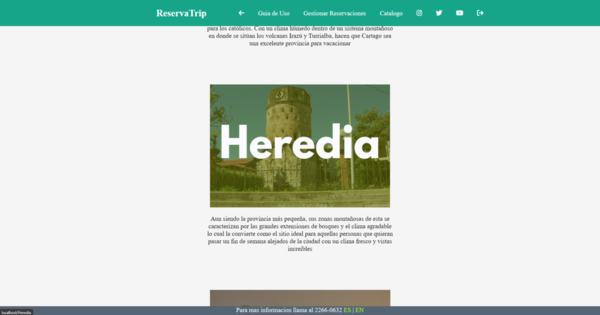 ReservaTrip
Guia de Uso
Gestionar Reservaciones
Catalogo
para los católicos. Con un clima húmedo dentro de un sistema montañoso
en donde se sitúan los volcanes Irazú y Turrialba, hacen que Cartago sea
una excelente provincia para vacacionar
Heredia
Aun siendo la provincia más pequeña, sus zonas montañosas de esta se
caracterizan por las grandes extensiones de bosques y el clima agradable
lo cual la convierte como el sitio ideal para aquellas personas que quieran
pasar un fin de semana alejados de la ciudad con un clima fresco y vistas
increíbles
Para mas informacion llama al 2266-0632 ES | EN
localhost/Heredia